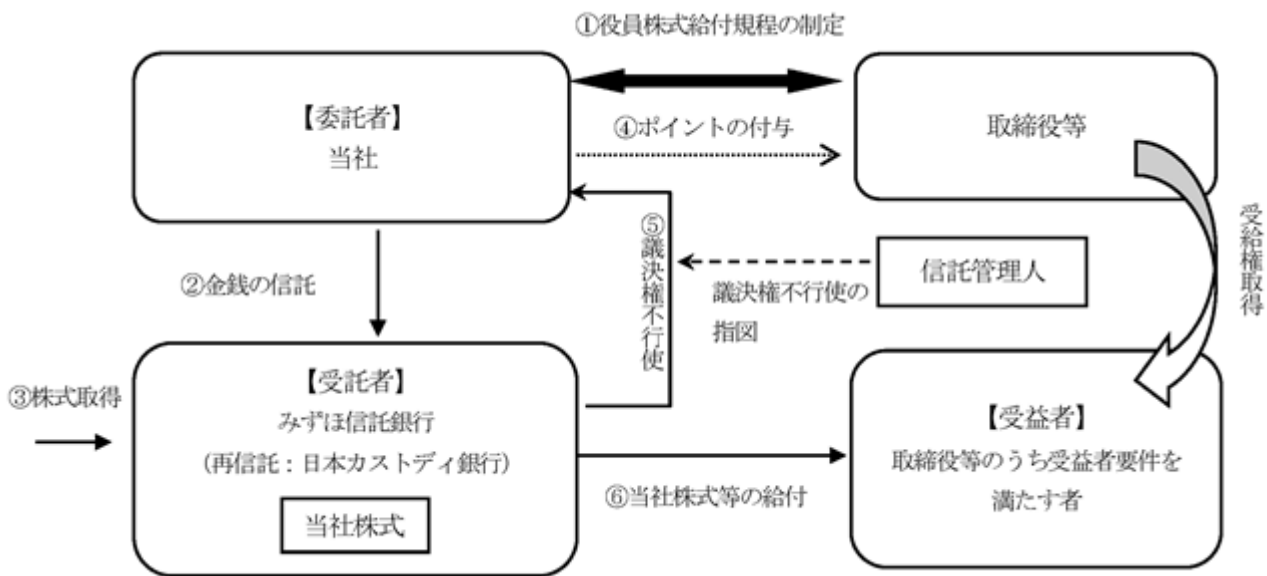 ①役員株式給付規程の制定
【委託者】
当社
④ポイントの付与
取締役等
②金銭の信託
⑤議決権不行使
議決権不行使の
指図
信託管理人
受給権取得
③株式取得
【受託者】
みずほ信託銀行
(再信託：日本カストディ銀行)
当社株式
⑥当社株式等の給付
【受益者】
取締役等のうち受益者要件を
満たす者